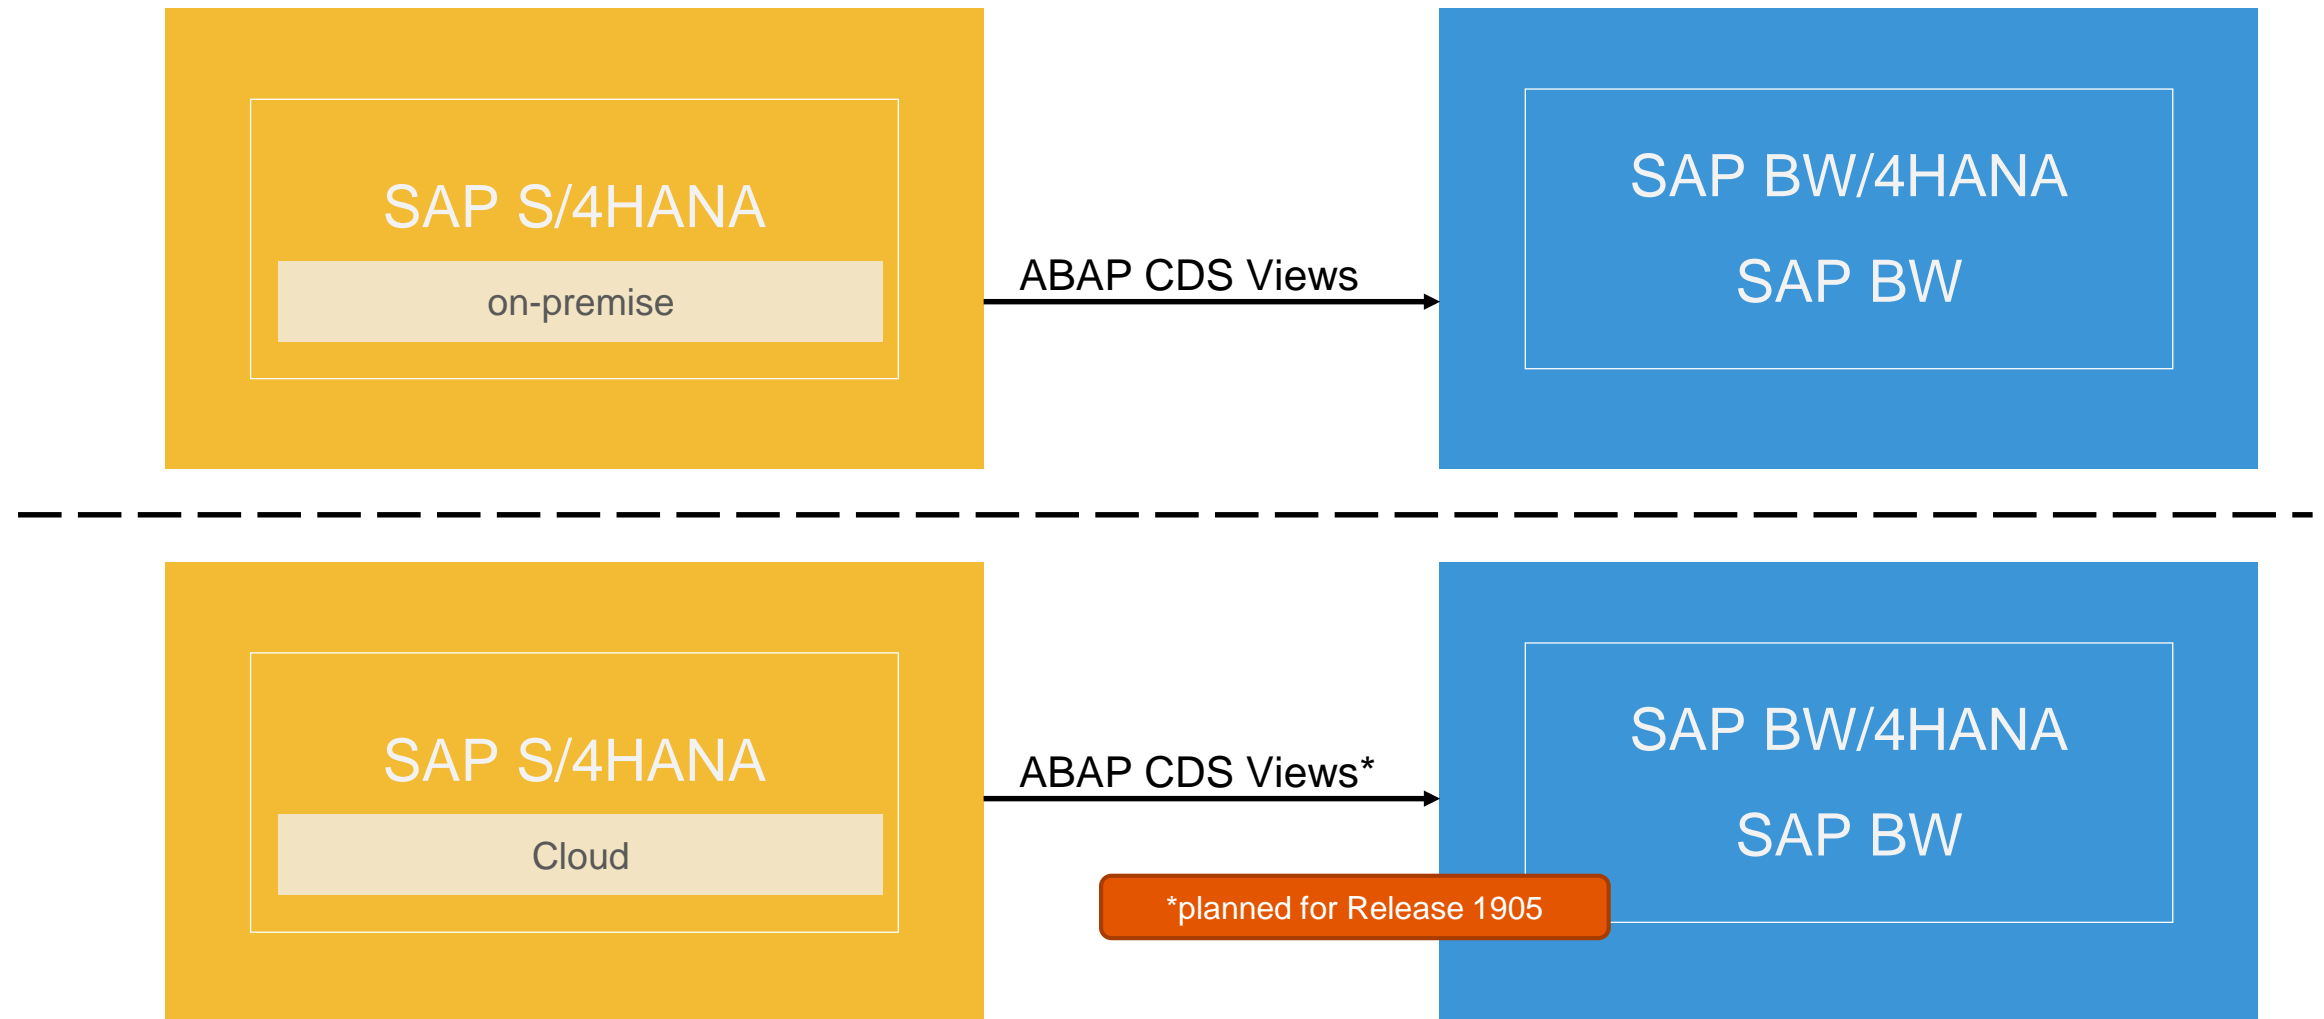 SAP S/4HANA
on-premise
ABAP CDS Views
SAP BW/4HANA
SAP BW
SAP S/4HANA
Cloud
ABAP CDS Views*
SAP BW/4HANA
SAP BW
*planned for Release 1905